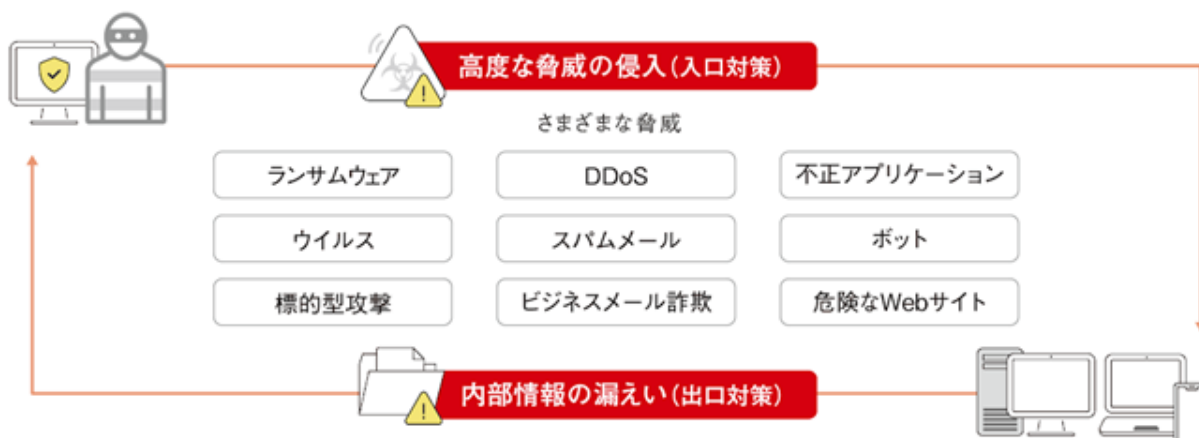 高度な脅威の侵入(入口対策)
さまざまな脅威
ランサムウェア
DDoS
不正アプリケーション
ウイルス
スパムメール
ボット
標的型攻撃
ビジネスメール詐欺
危険なWebサイト
内部情報の漏えい(出口対策)